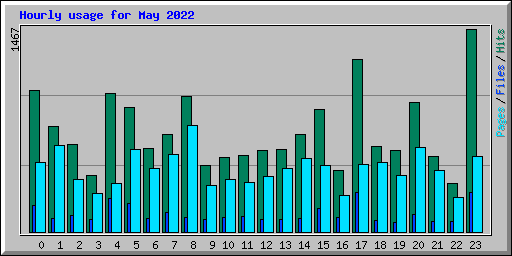 Hourly usage for May 2022
1467
Pages/Files/Hits
0 1 2 3 4 5 6 7 8 9 10 11 12 13 14 15 16 17 18 19 20 21 22 23